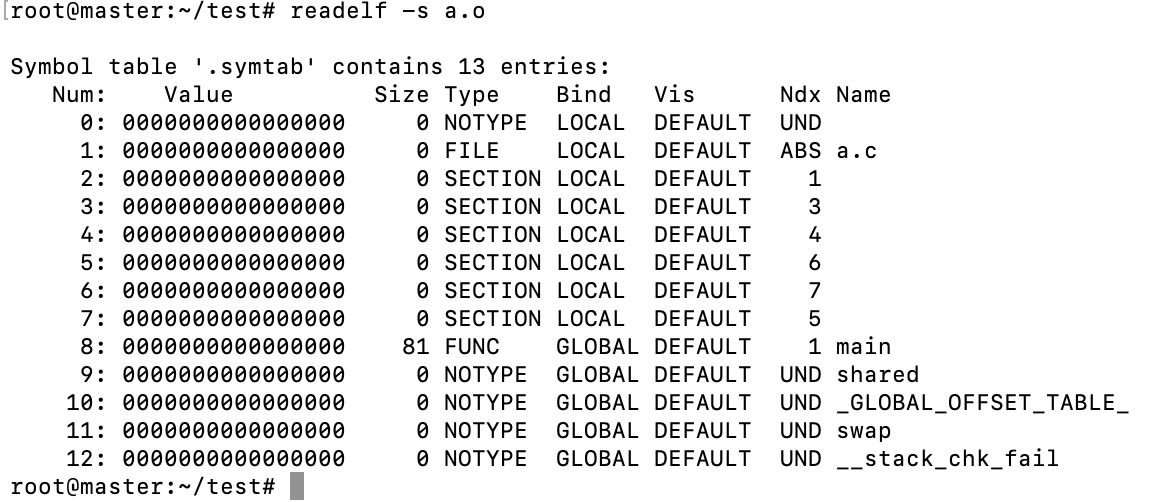 [root@master:~/test# readelf -s a.o
Symbol table '.symtab' contains 13 entries:
   Num:    Value          Size Type    Bind   Vis      Ndx Name
     0: 0000000000000000     0 NOTYPE  LOCAL  DEFAULT  UND
     1: 0000000000000000     0 FILE    LOCAL  DEFAULT  ABS a.c
     2: 0000000000000000     0 SECTION LOCAL  DEFAULT    1
     3: 0000000000000000     0 SECTION LOCAL  DEFAULT    3
     4: 0000000000000000     0 SECTION LOCAL  DEFAULT    4
     5: 0000000000000000     0 SECTION LOCAL  DEFAULT    6
     6: 0000000000000000     0 SECTION LOCAL  DEFAULT    7
     7: 0000000000000000     0 SECTION LOCAL  DEFAULT    5
     8: 0000000000000000    81 FUNC    GLOBAL DEFAULT    1 main
     9: 0000000000000000     0 NOTYPE  GLOBAL DEFAULT  UND shared
    10: 0000000000000000     0 NOTYPE  GLOBAL DEFAULT  UND _GLOBAL_OFFSET_TABLE_
    11: 0000000000000000     0 NOTYPE  GLOBAL DEFAULT  UND swap
    12: 0000000000000000     0 NOTYPE  GLOBAL DEFAULT  UND __stack_chk_fail
root@master:~/test#